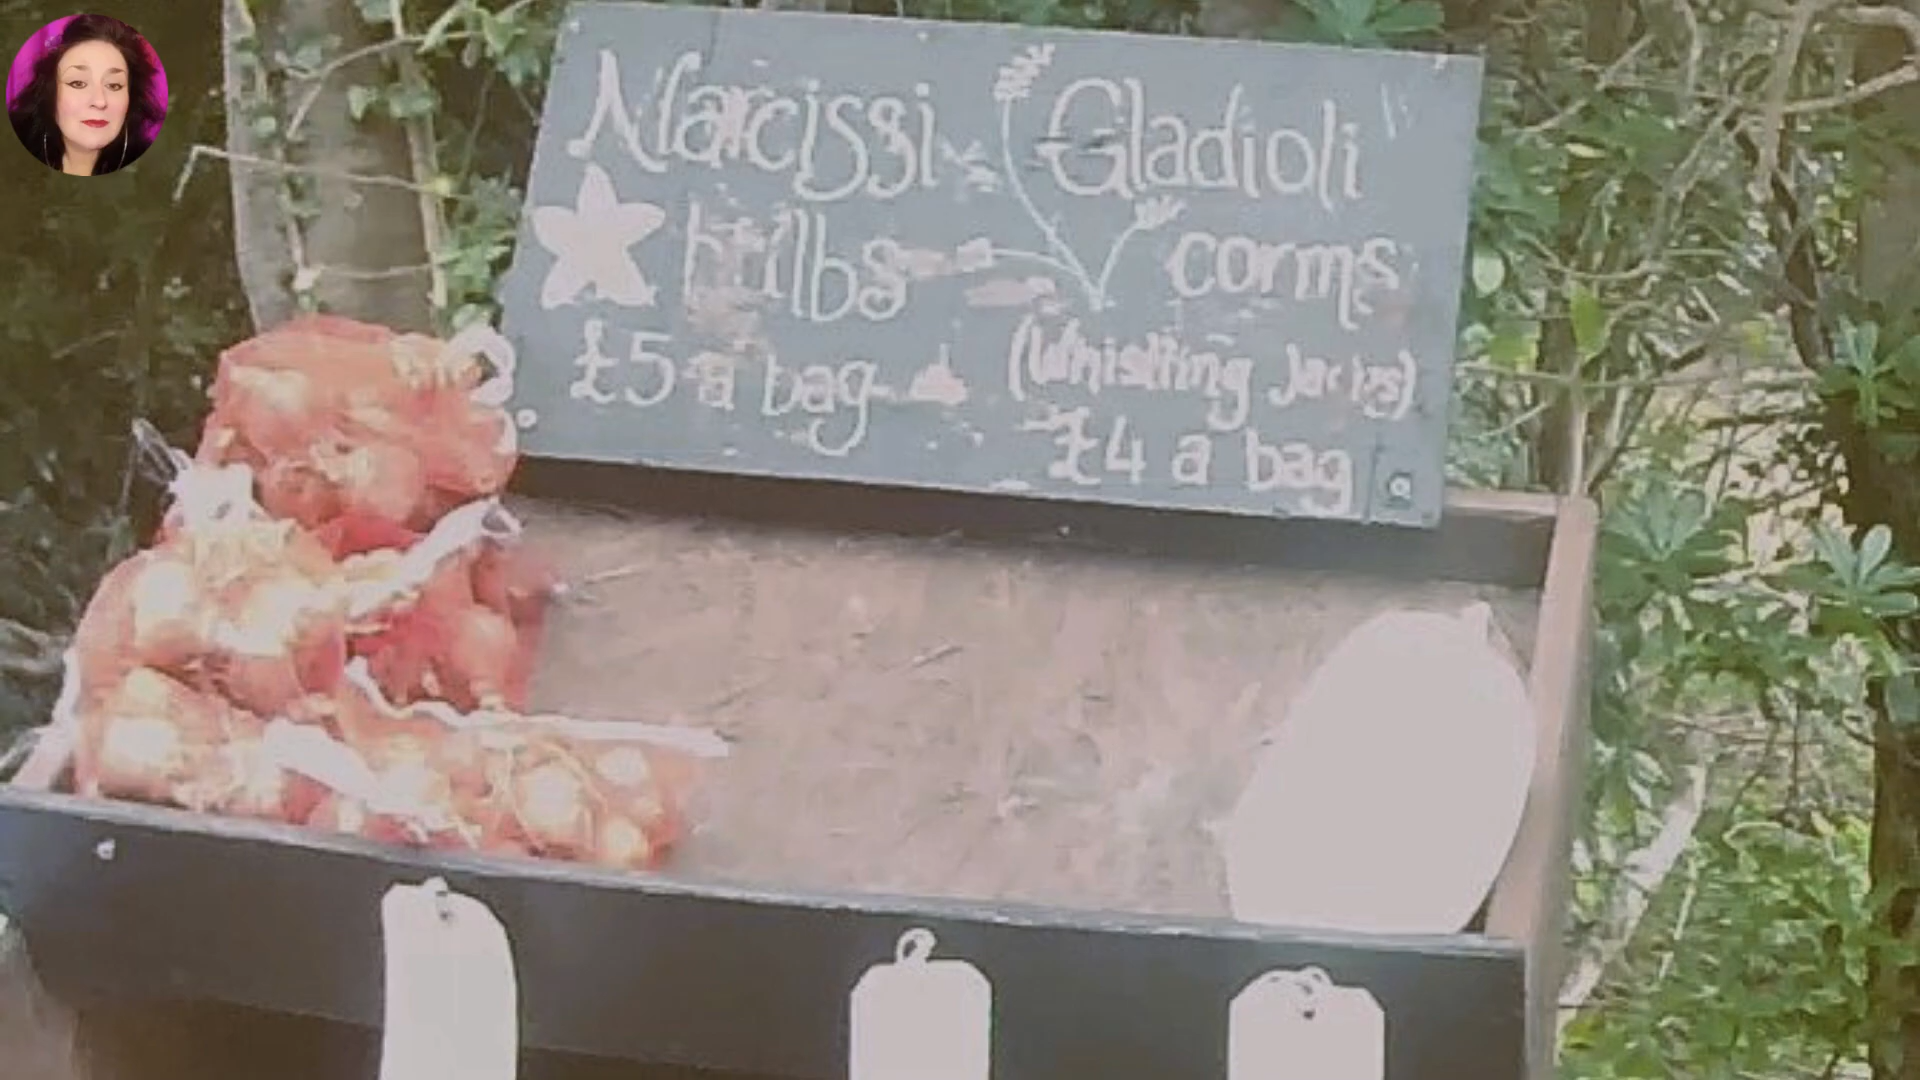 Narcissi
bulbs
£5 a bag
Gladioli
corms
(Whistling Jacks)
£4 a bag